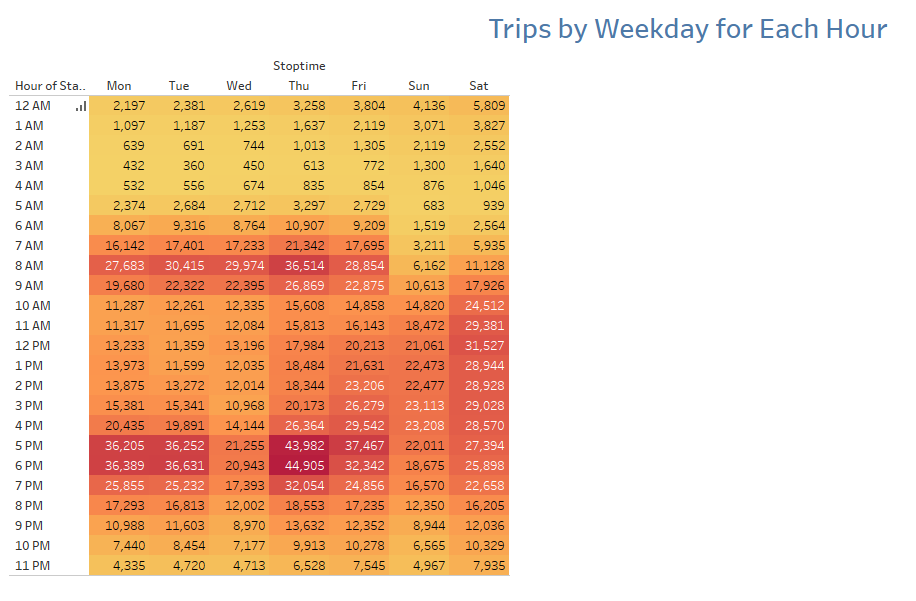 Trips by Weekday for Each Hour
Stoptime
Hour of Sta.. Mon Tue Wed Thu Fri Sun Sat
12 AM 2,197 2,381 2,619 3,258 3,804 4,136 5,809
1 AM 1,097 1,187 1,253 1,637 2,119 3,071 3,827
2 AM 639 691 744 1,013 1,305 2,119 2,552
3 AM 432 360 450 613 772 1,300 1,640
4 AM 532 556 674 835 854 876 1,046
5 AM 2,374 2,684 2,712 3,297 2,729 683 939
6 AM 8,067 9,316 8,764 10,907 9,209 1,519 2,564
7 AM 16,142 17,401 17,233 21,342 17,695 3,211 5,935
8 AM 27,683 30,415 29,974 36,514 28,854 6,162 11,128
9 AM 19,680 22,322 22,395 26,869 22,875 10,613 17,926
10 AM 11,287 12,261 12,335 15,608 14,858 14,820 24,512
11 AM 11,317 11,695 12,084 15,813 16,143 18,472 29,381
12 PM 13,233 11,359 13,196 17,984 20,213 21,061 31,527
1 PM 13,973 11,599 12,035 18,484 21,631 22,473 28,944
2 PM 13,875 13,272 12,014 18,344 23,206 22,477 28,928
3 PM 15,381 15,341 10,968 20,173 26,279 23,113 29,028
4 PM 20,435 19,891 14,144 26,364 29,542 23,208 28,570
5 PM 36,205 36,252 21,255 43,982 37,467 22,011 27,394
6 PM 36,389 36,631 20,943 44,905 32,342 18,675 25,898
7 PM 25,855 25,232 17,393 32,054 24,856 16,570 22,658
8 PM 17,293 16,813 12,002 18,553 17,235 12,350 16,205
9 PM 10,988 11,603 8,970 13,632 12,352 8,944 12,036
10 PM 7,440 8,454 7,177 9,913 10,278 6,565 10,329
11 PM 4,335 4,720 4,713 6,528 7,545 4,967 7,935